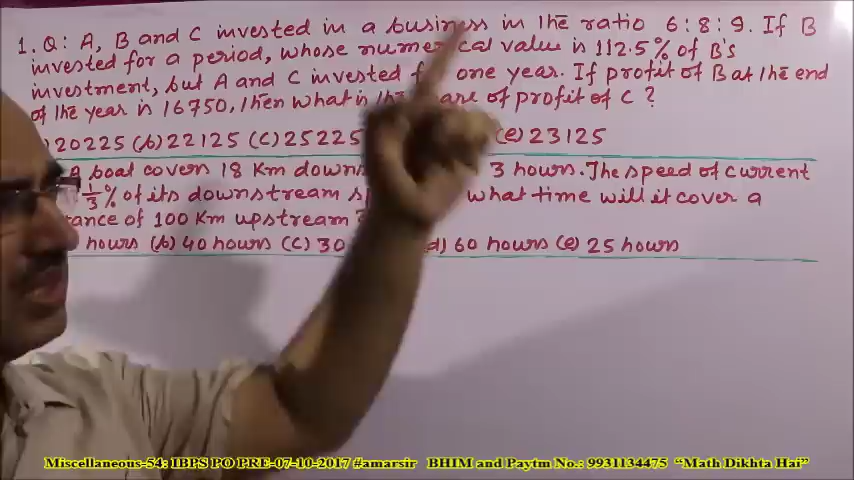 1. Q: A, B and C invested in a business in the ratio 6:8:9. If B
invested for a period, whose numerical value is 112.5% of B's
investment, but A and C invested for one year. If profit of B at the end
of the year is 16750, then what is the share of profit of C?
20225 (b) 22125 (c) 25225 (e) 23125
A boat covers 18 Km downs 3 hours. The speed of current
1/3% of its downstream what time will it cover a
tance of 100 Km upstream?
hours (b) 40 hours (c) 30 d) 60 hours (e) 25 hours
Miscellaneous-54: IBPS PO PRE-07-10-2017 #amarsir BHIM and Paytm No.: 9931134475 "Math Dikhta Hai"